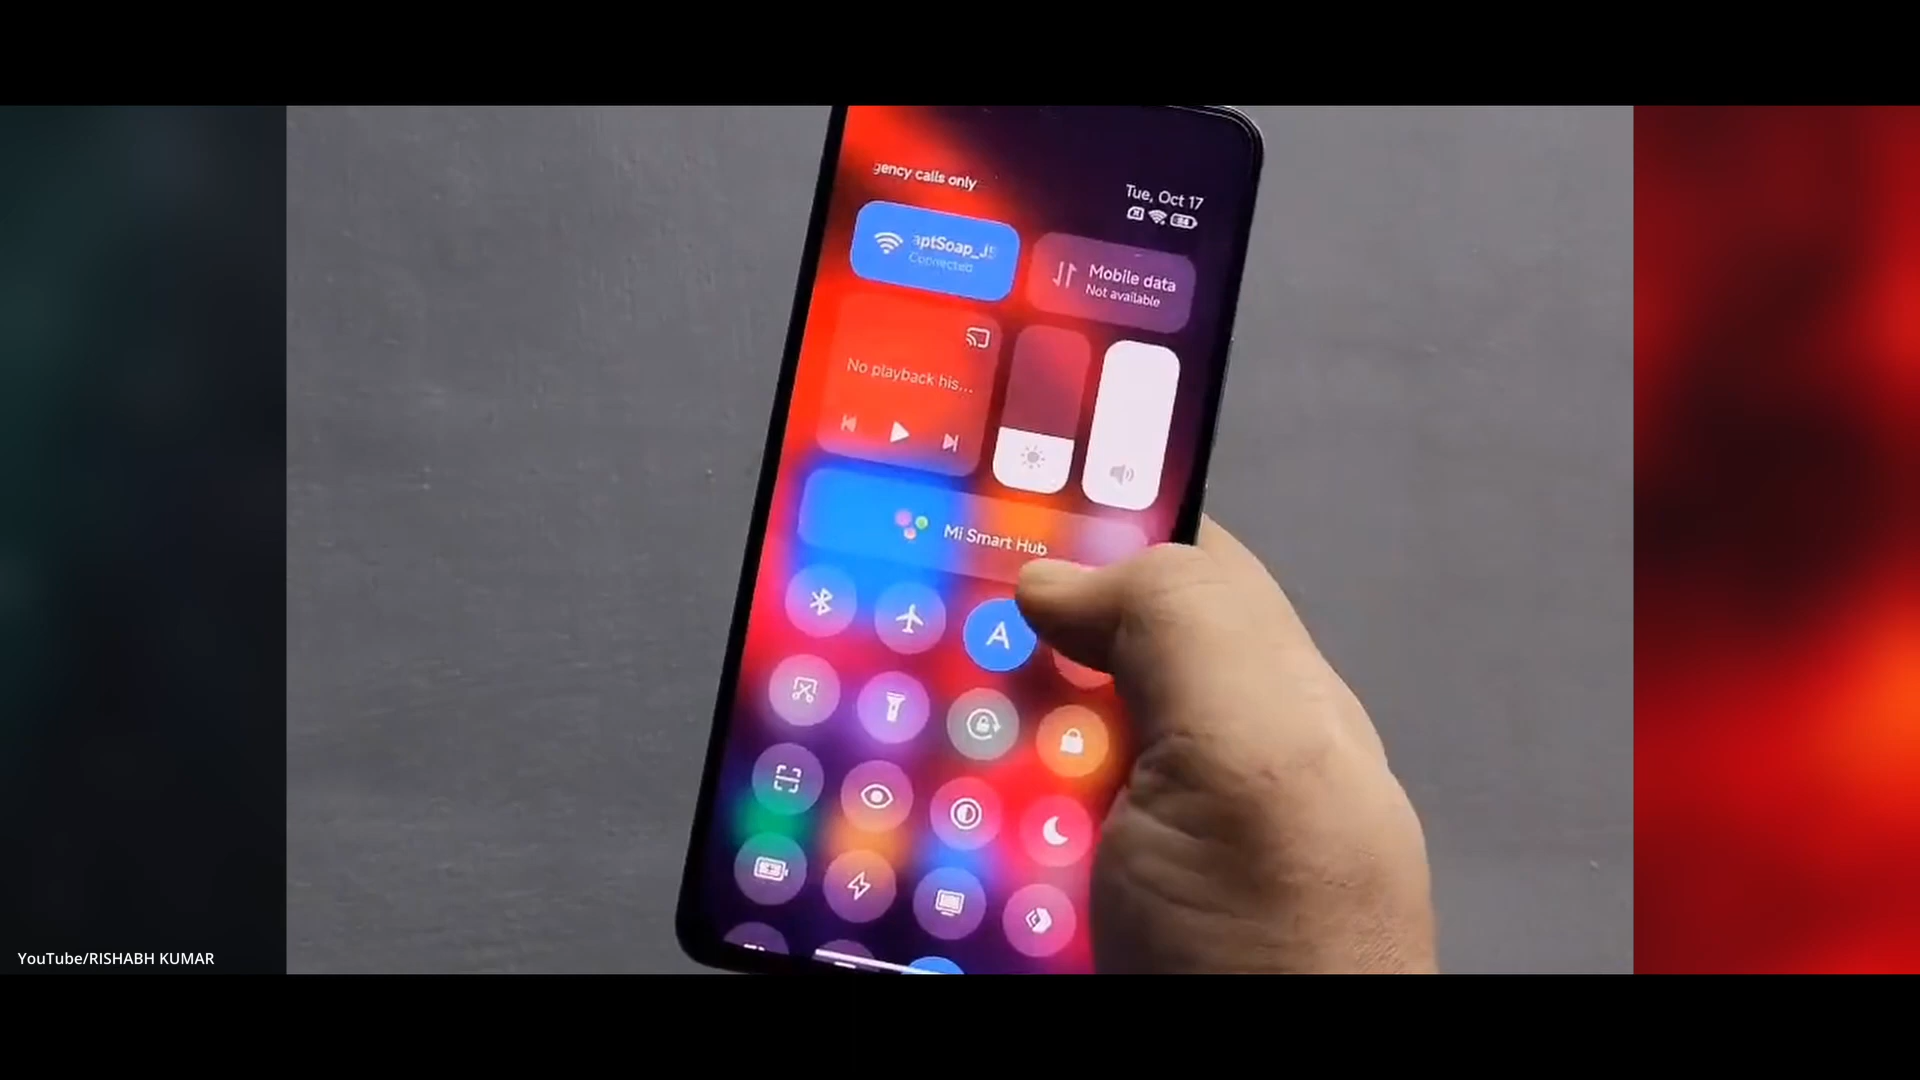 gency calls only
Tue, Oct 17
aptSoap_J
Connected
Mobile data
Not available
No playback his...
Mi Smart Hub
A
YouTube/RISHABH KUMAR